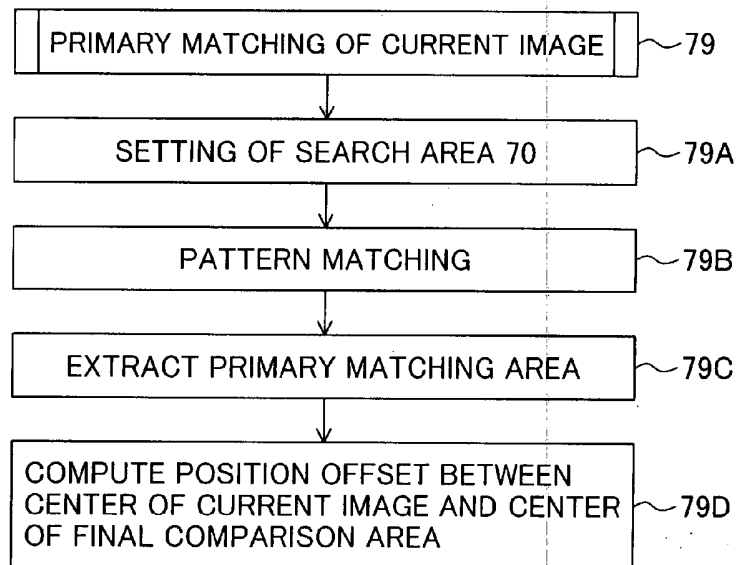 PRIMARY MATCHING OF CURRENT IMAGE 79
SETTING OF SEARCH AREA 70 79A
PATTERN MATCHING 79B
EXTRACT PRIMARY MATCHING AREA 79C
COMPUTE POSITION OFFSET BETWEEN
CENTER OF CURRENT IMAGE AND CENTER 79D
OF FINAL COMPARISON AREA